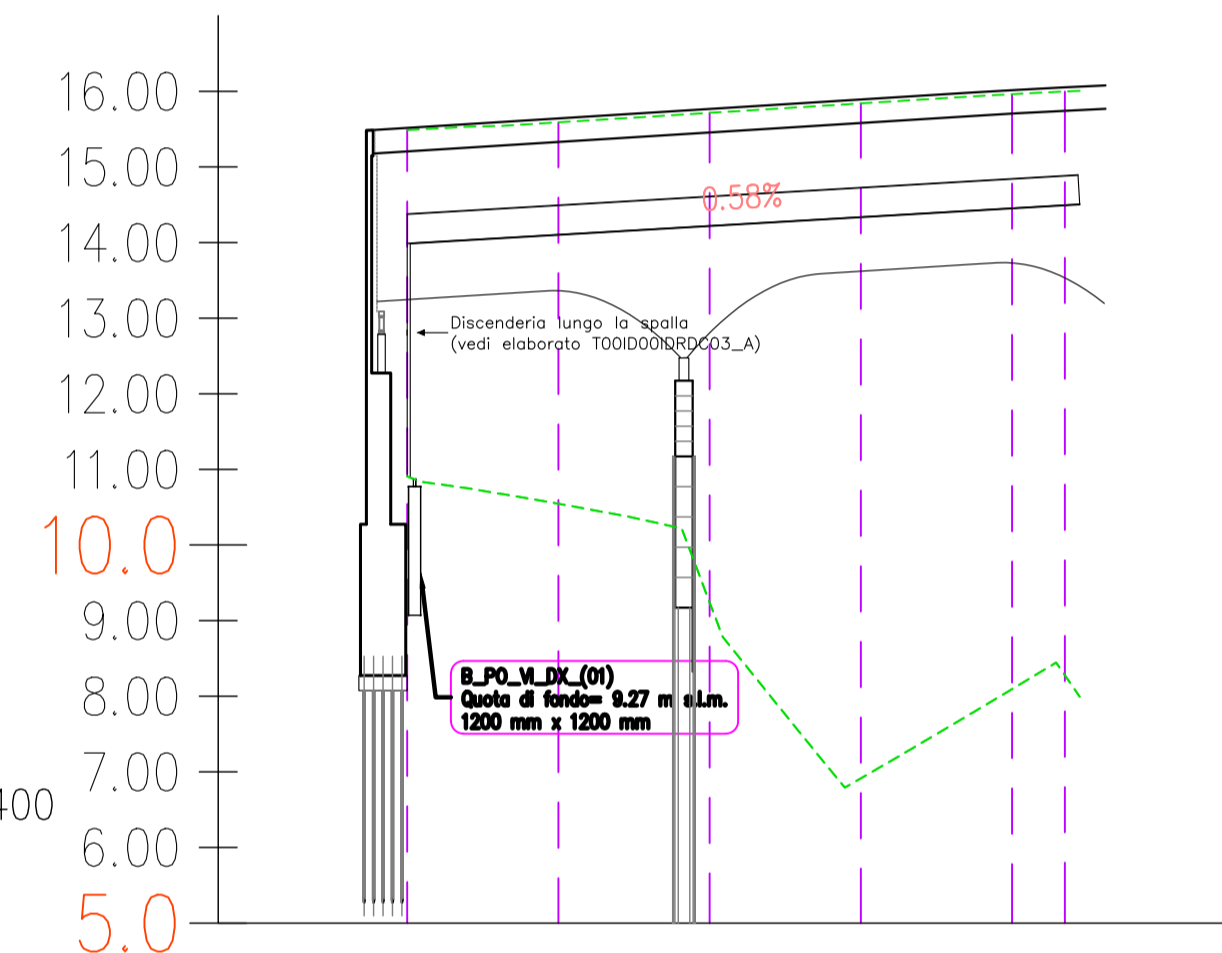 16.00
15.00
14.00
13.00
12.00
11.00
10.0
9.00
8.00
7.00
400
6.00
5.0
0.58%
Discenderia lungo la spalla
(vedi elaborato T00ID00IDRDC03_A)
B_PO_VI_DX_(01)
Quota di fondo= 9.27 m s.l.m.
1200 mm x 1200 mm